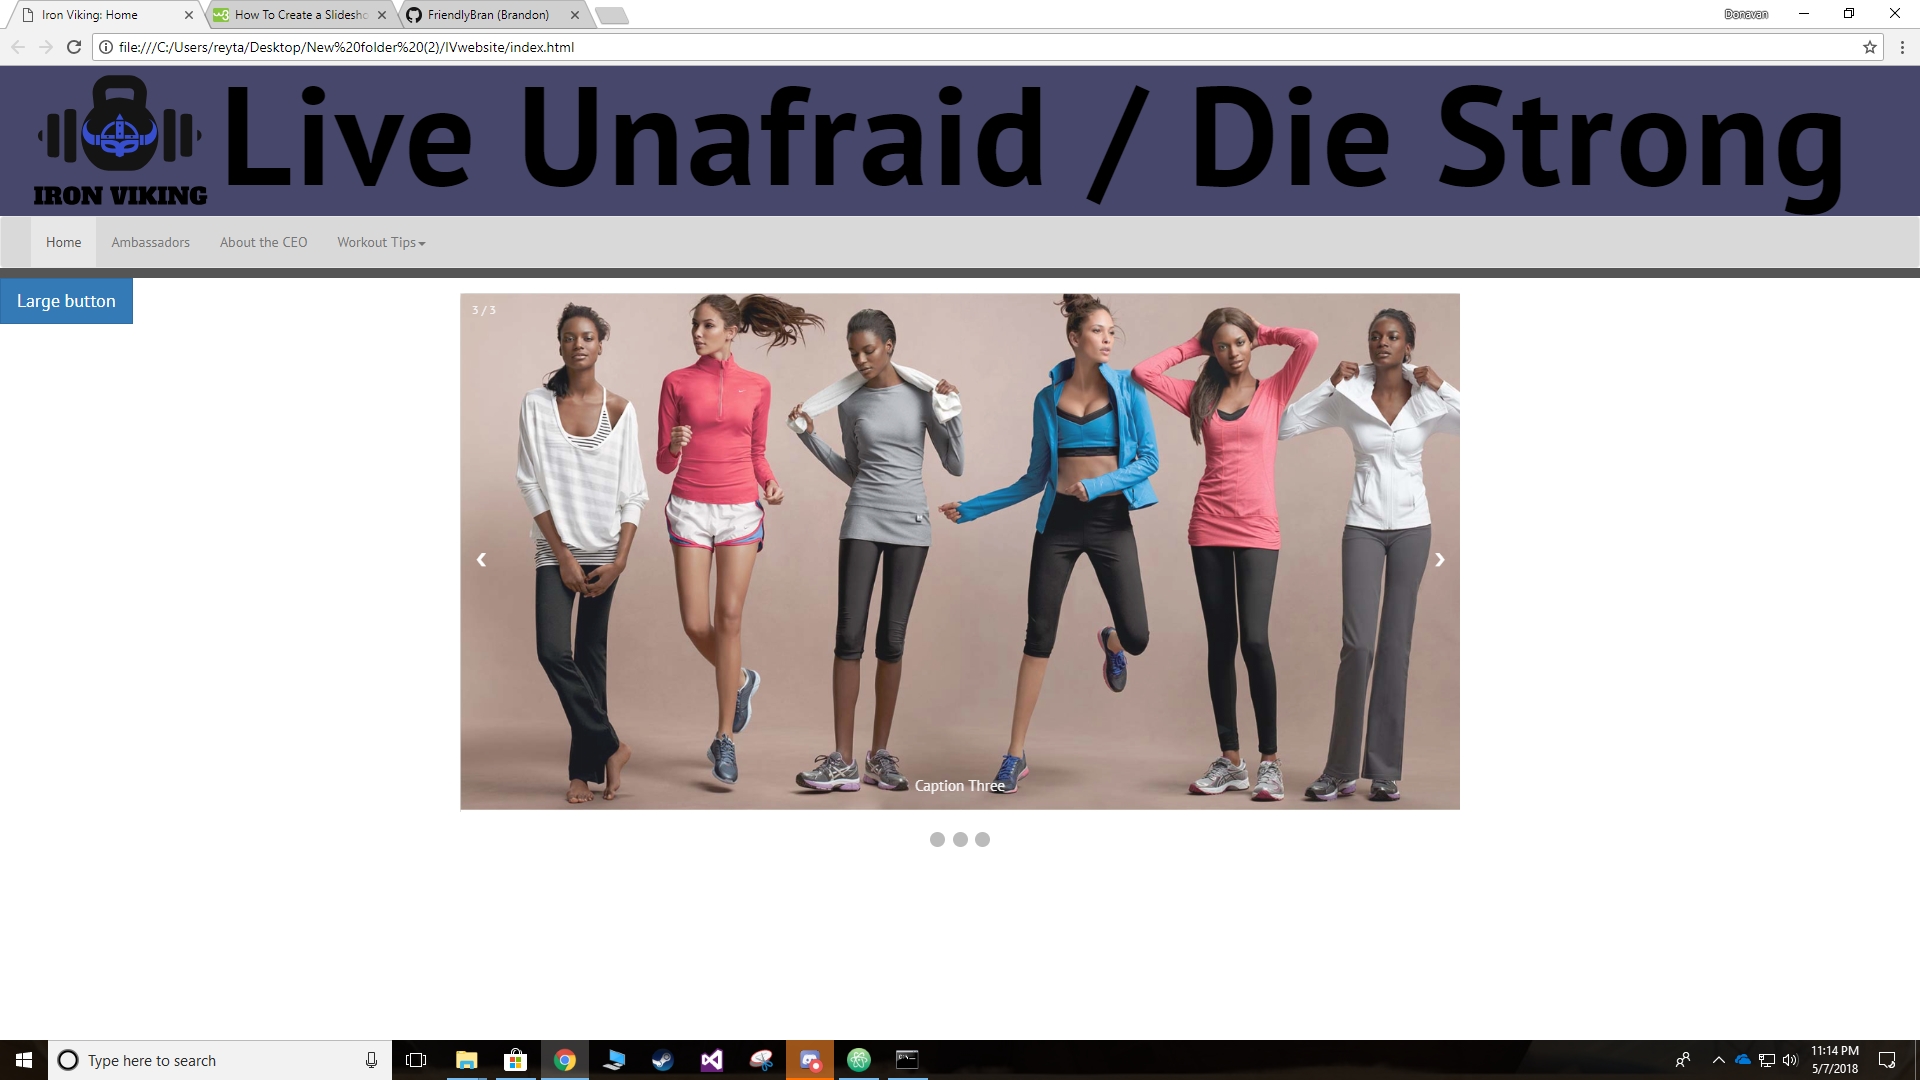 Iron Viking: Home
How To Create a Slidesho
FriendlyBran (Brandon)
Donavan
file:///C:/Users/reyta/Desktop/New%20folder%20(2)/IVwebsite/index.html
Live Unafraid / Die Strong
IRON VIKING
Home Ambassadors About the CEO Workout Tips
Large button
3 / 3
‹ ›
Caption Three
Type here to search
11:14 PM
5/7/2018